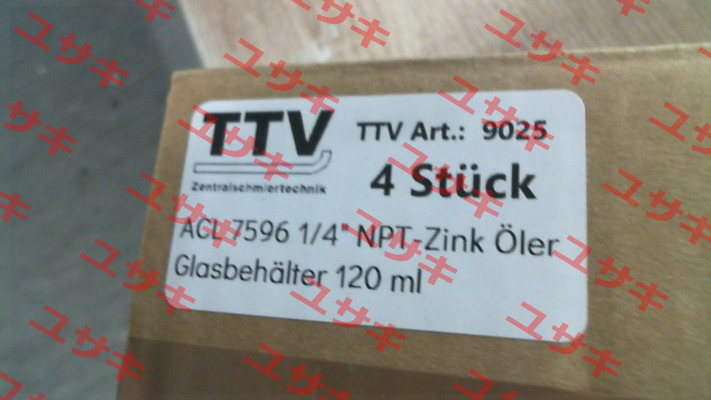 TTV
Zentralschmiertechnik
TTV Art.: 9025
4 Stück
ACL 7596 1/4" NPT-Zink Öler
Glasbehälter 120 ml
ユサキ